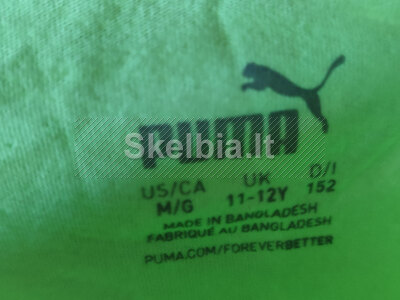 PUMA
Skelbia.lt
US/CA UK D/I
M/G 11-12Y 152
MADE IN BANGLADESH
FABRIQUÉ AU BANGLADESH
PUMA.COM/FOREVERBETTER